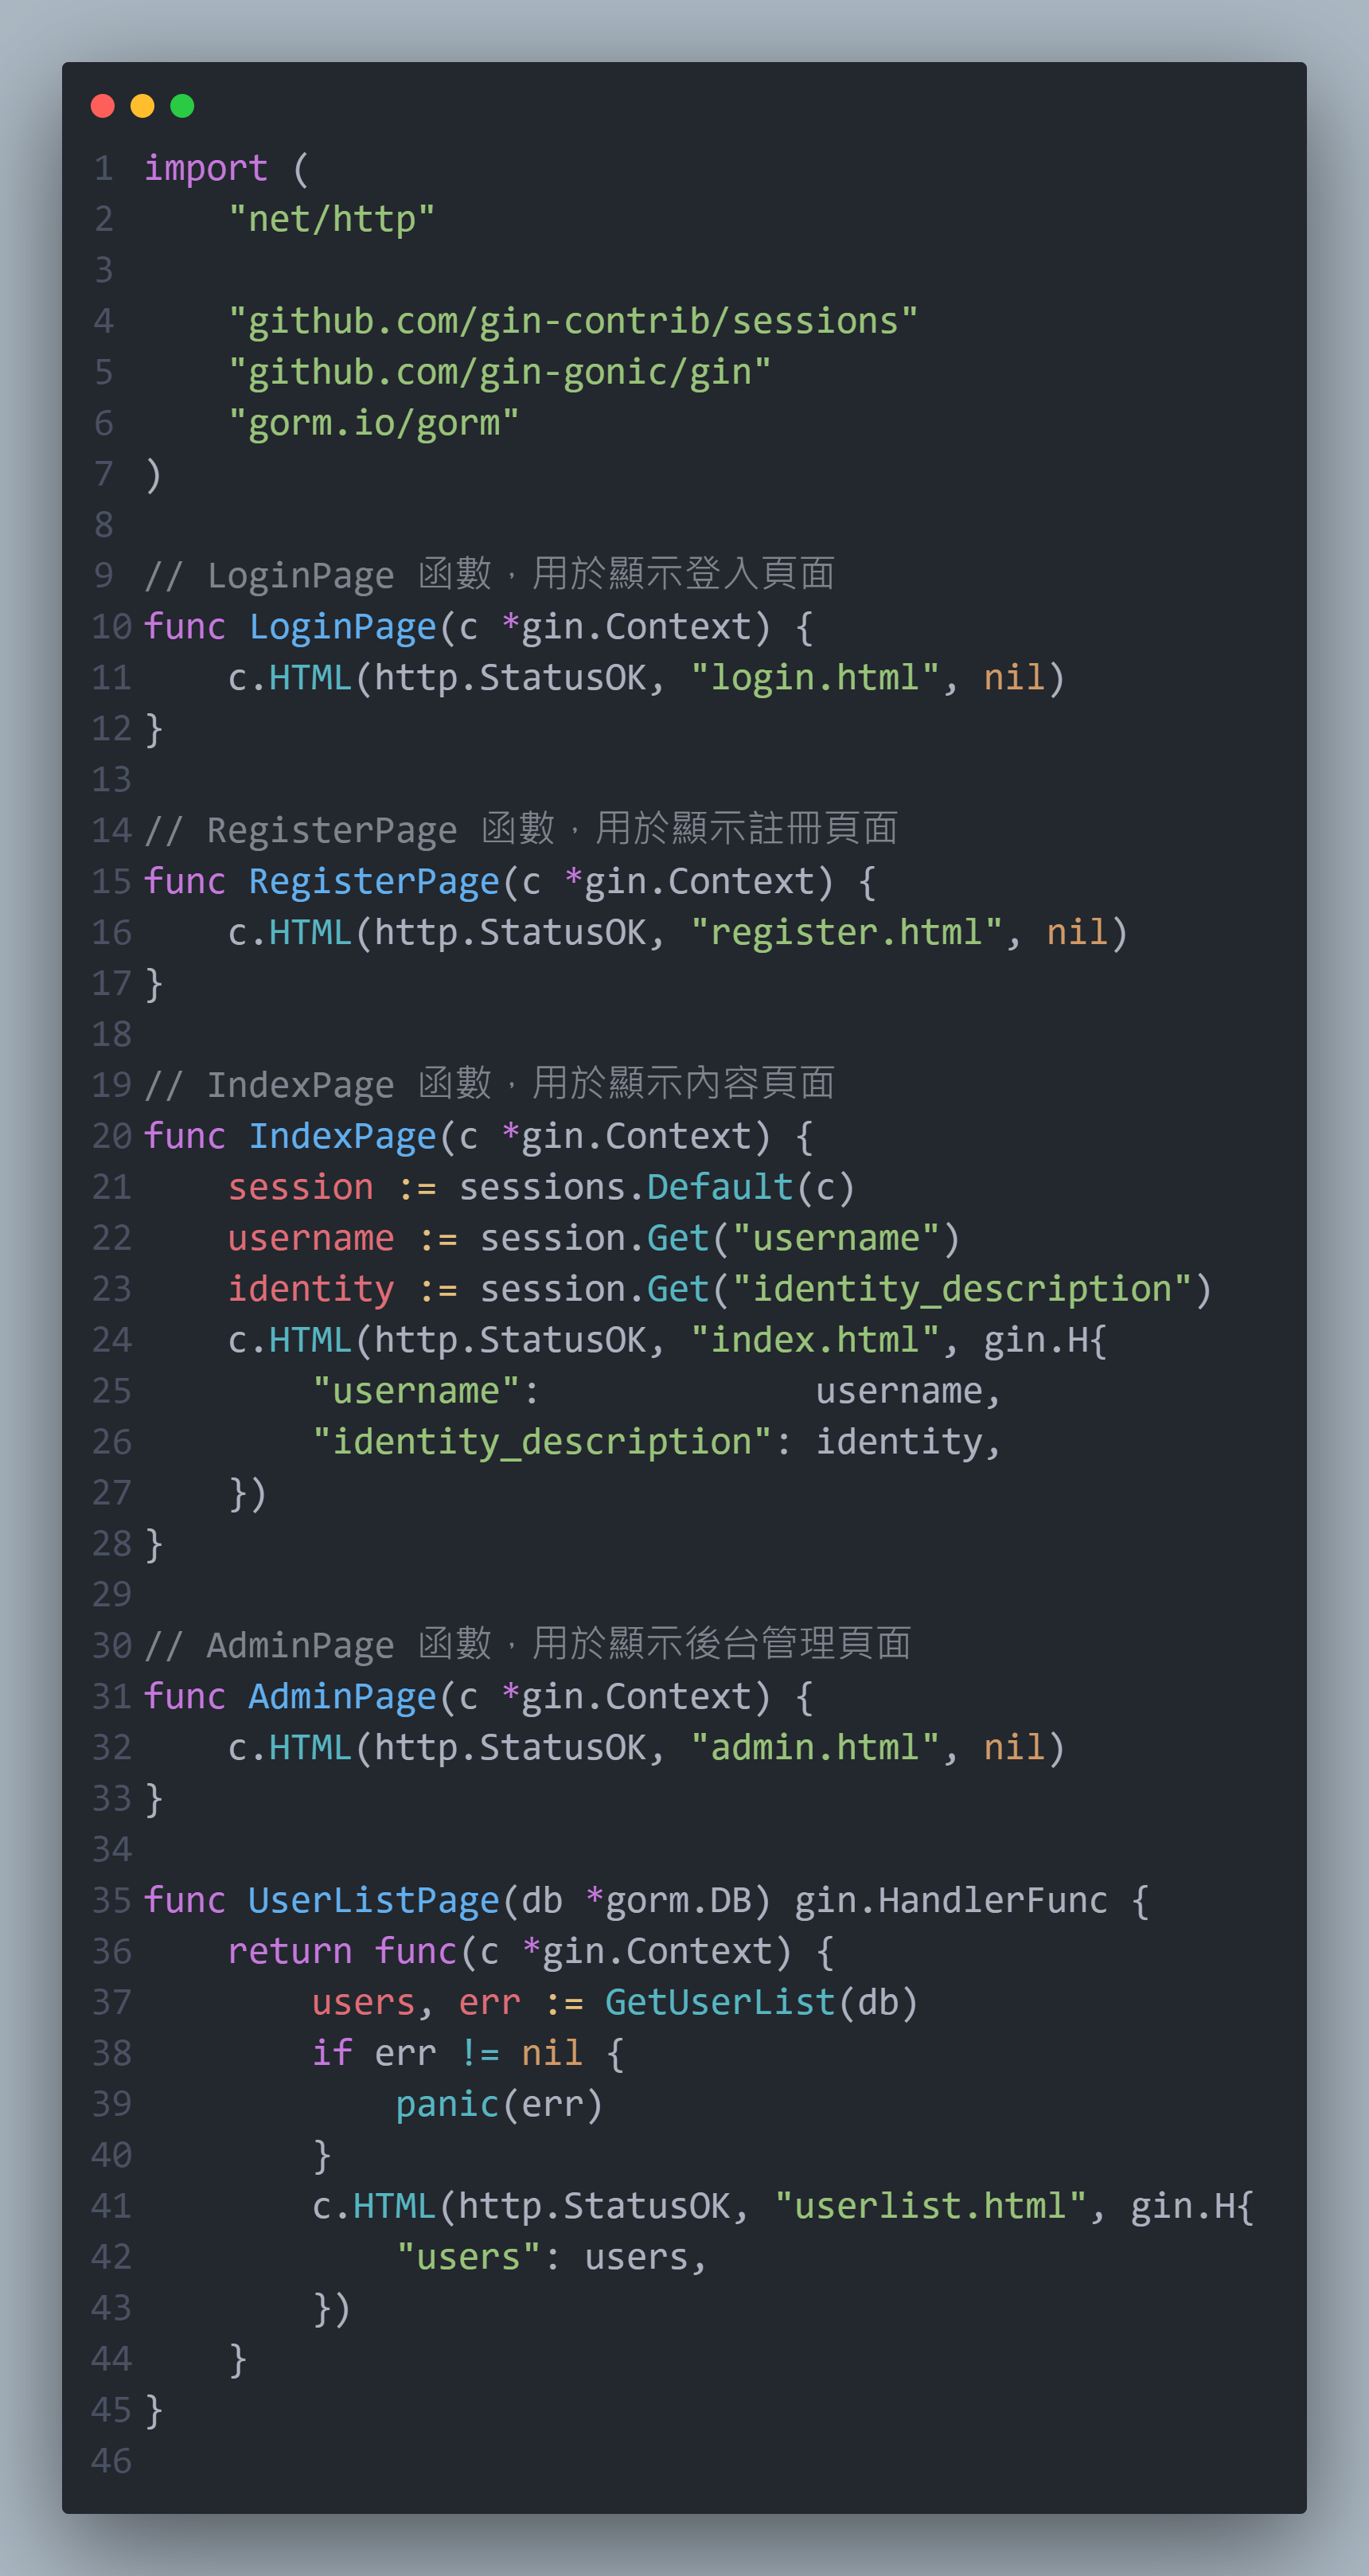 1 import (
2     "net/http"
3
4     "github.com/gin-contrib/sessions"
5     "github.com/gin-gonic/gin"
6     "gorm.io/gorm"
7 )
8
9 // LoginPage 函數，用於顯示登入頁面
10 func LoginPage(c *gin.Context) {
11     c.HTML(http.StatusOK, "login.html", nil)
12 }
13
14 // RegisterPage 函數，用於顯示註冊頁面
15 func RegisterPage(c *gin.Context) {
16     c.HTML(http.StatusOK, "register.html", nil)
17 }
18
19 // IndexPage 函數，用於顯示內容頁面
20 func IndexPage(c *gin.Context) {
21     session := sessions.Default(c)
22     username := session.Get("username")
23     identity := session.Get("identity_description")
24     c.HTML(http.StatusOK, "index.html", gin.H{
25         "username":             username,
26         "identity_description": identity,
27     })
28 }
29
30 // AdminPage 函數，用於顯示後台管理頁面
31 func AdminPage(c *gin.Context) {
32     c.HTML(http.StatusOK, "admin.html", nil)
33 }
34
35 func UserListPage(db *gorm.DB) gin.HandlerFunc {
36     return func(c *gin.Context) {
37         users, err := GetUserList(db)
38         if err != nil {
39             panic(err)
40         }
41         c.HTML(http.StatusOK, "userlist.html", gin.H{
42             "users": users,
43         })
44     }
45 }
46